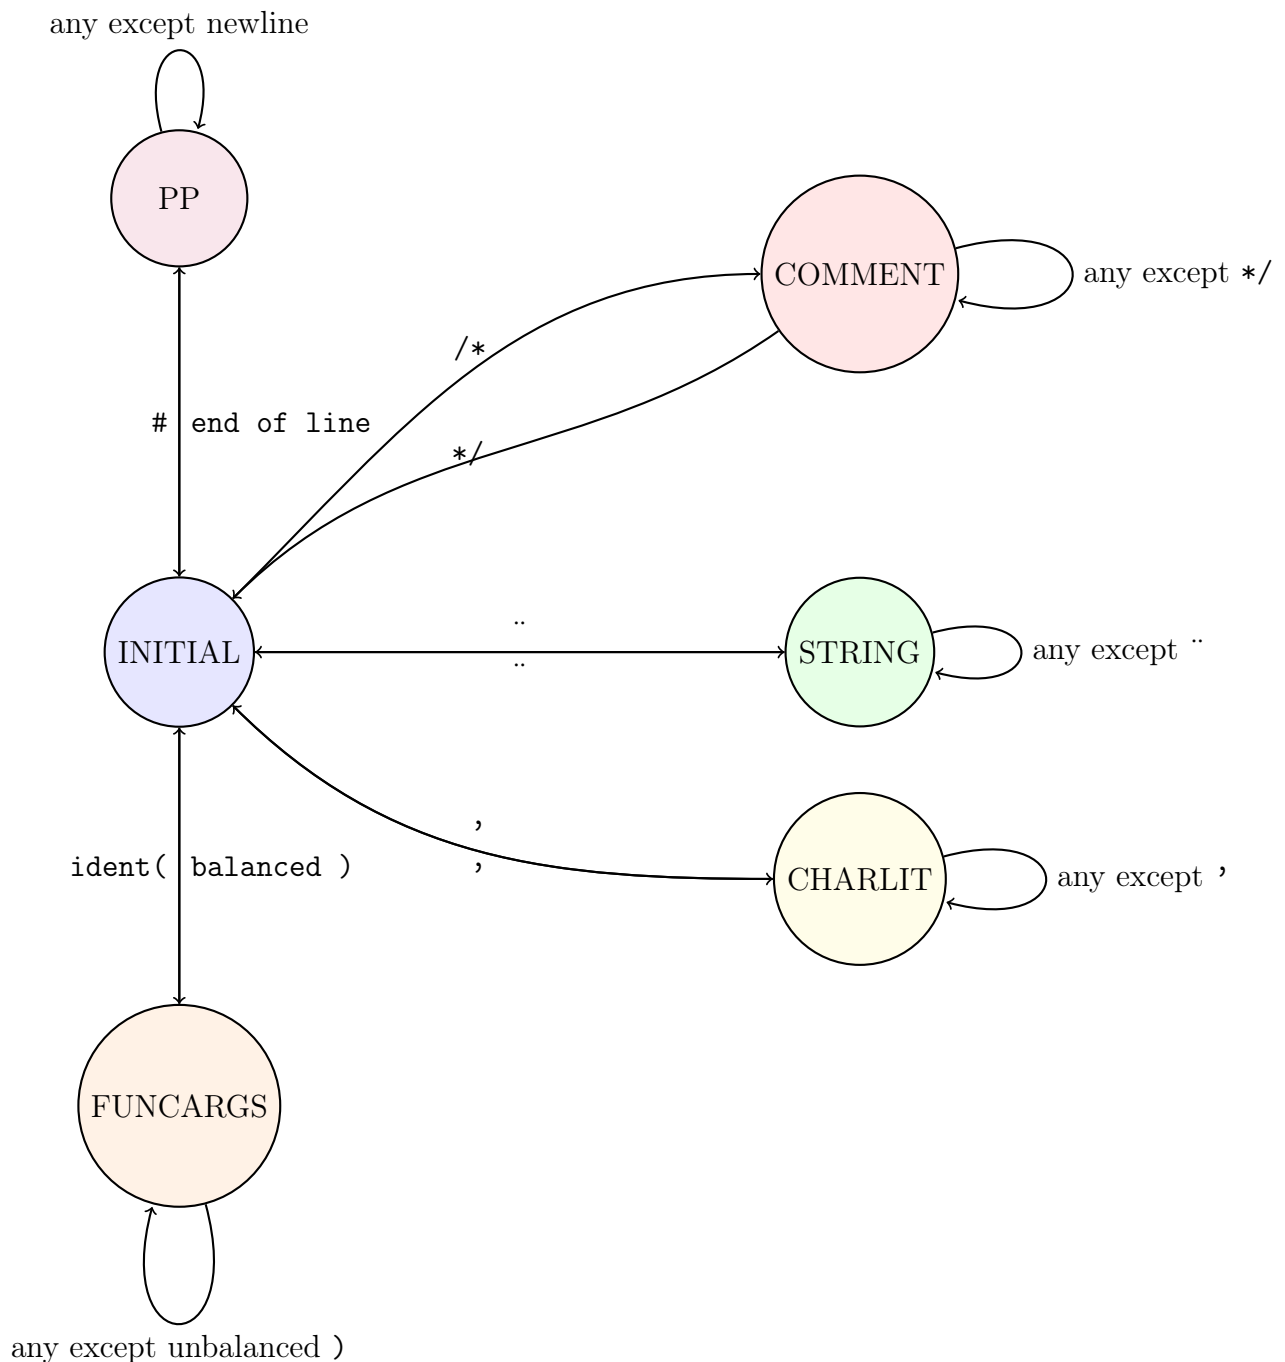 any except newline
PP
COMMENT
any except */
/*
# end of line
*/
¨
INITIAL
STRING
any except ¨
¨
’
ident( balanced )
’
CHARLIT
any except ’
FUNCARGS
any except unbalanced )